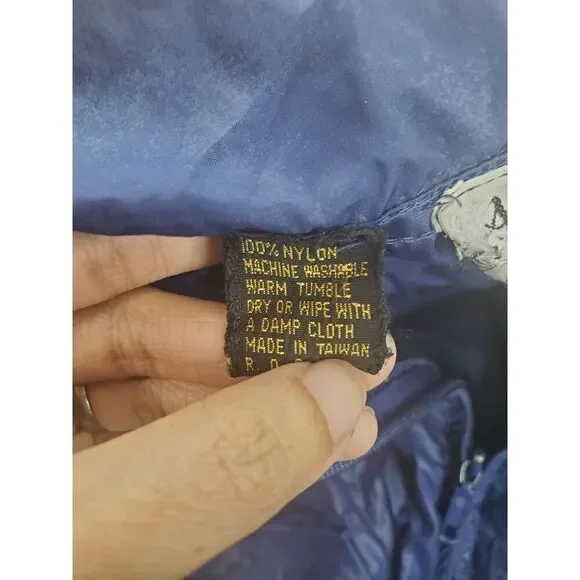 100% NYLON
MACHINE WASHABLE
WARM TUMBLE
DRY OR WIPE WITH
A DAMP CLOTH
MADE IN TAIWAN
R. O.